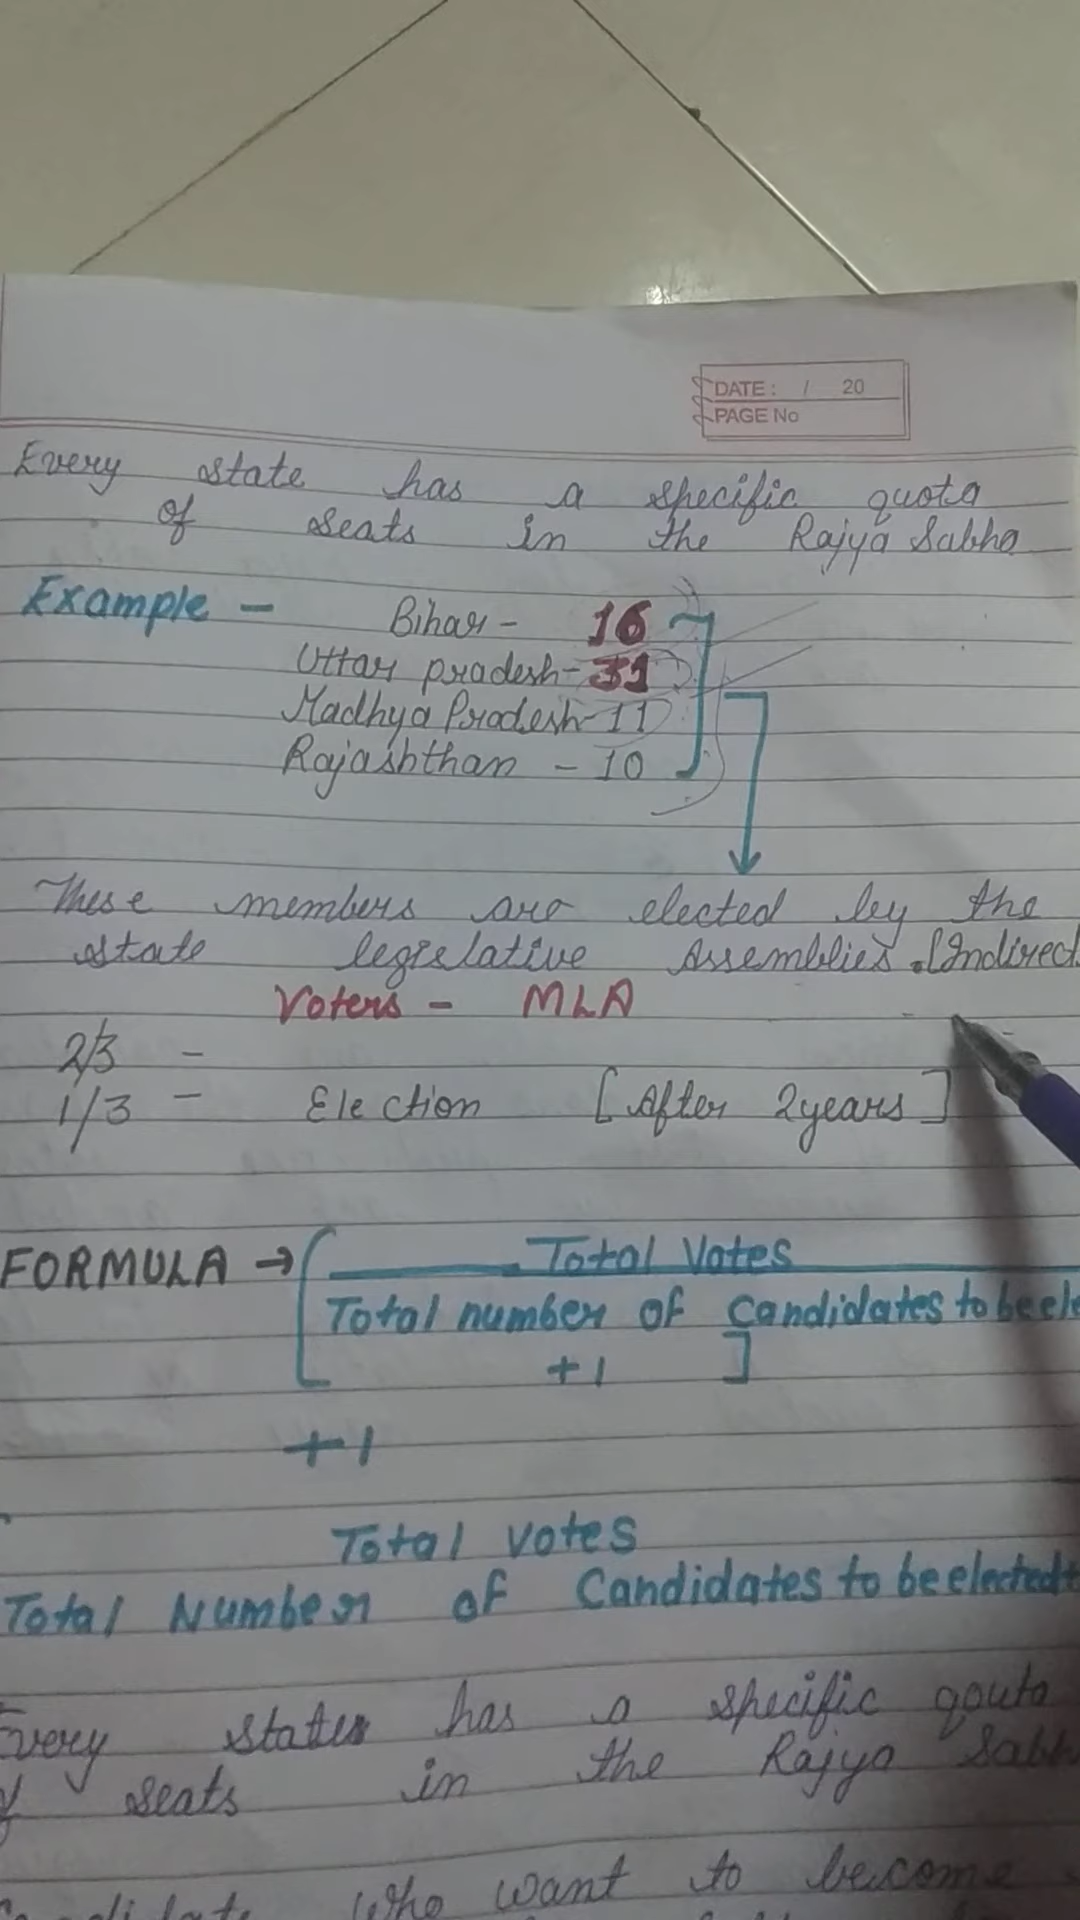 DATE : / 20
PAGE No
Every state has a specific quota
of seats in the Rajya Sabha
Example - Bihar - 16
Uttar pradesh - 31
Madhya Pradesh - 11
Rajashthan - 10
These members are elected by the
state legislative Assemblies. [Indirect
Voters - MLA
2/3 -
1/3 - Election [After 2years]
FORMULA → [ Total Votes
Total number of Candidates to be ele
+1 ]
+1
Total votes
Total Number of Candidates to be elected+
Every states has a specific qouta
seats in the Rajya Sabh
who want to become